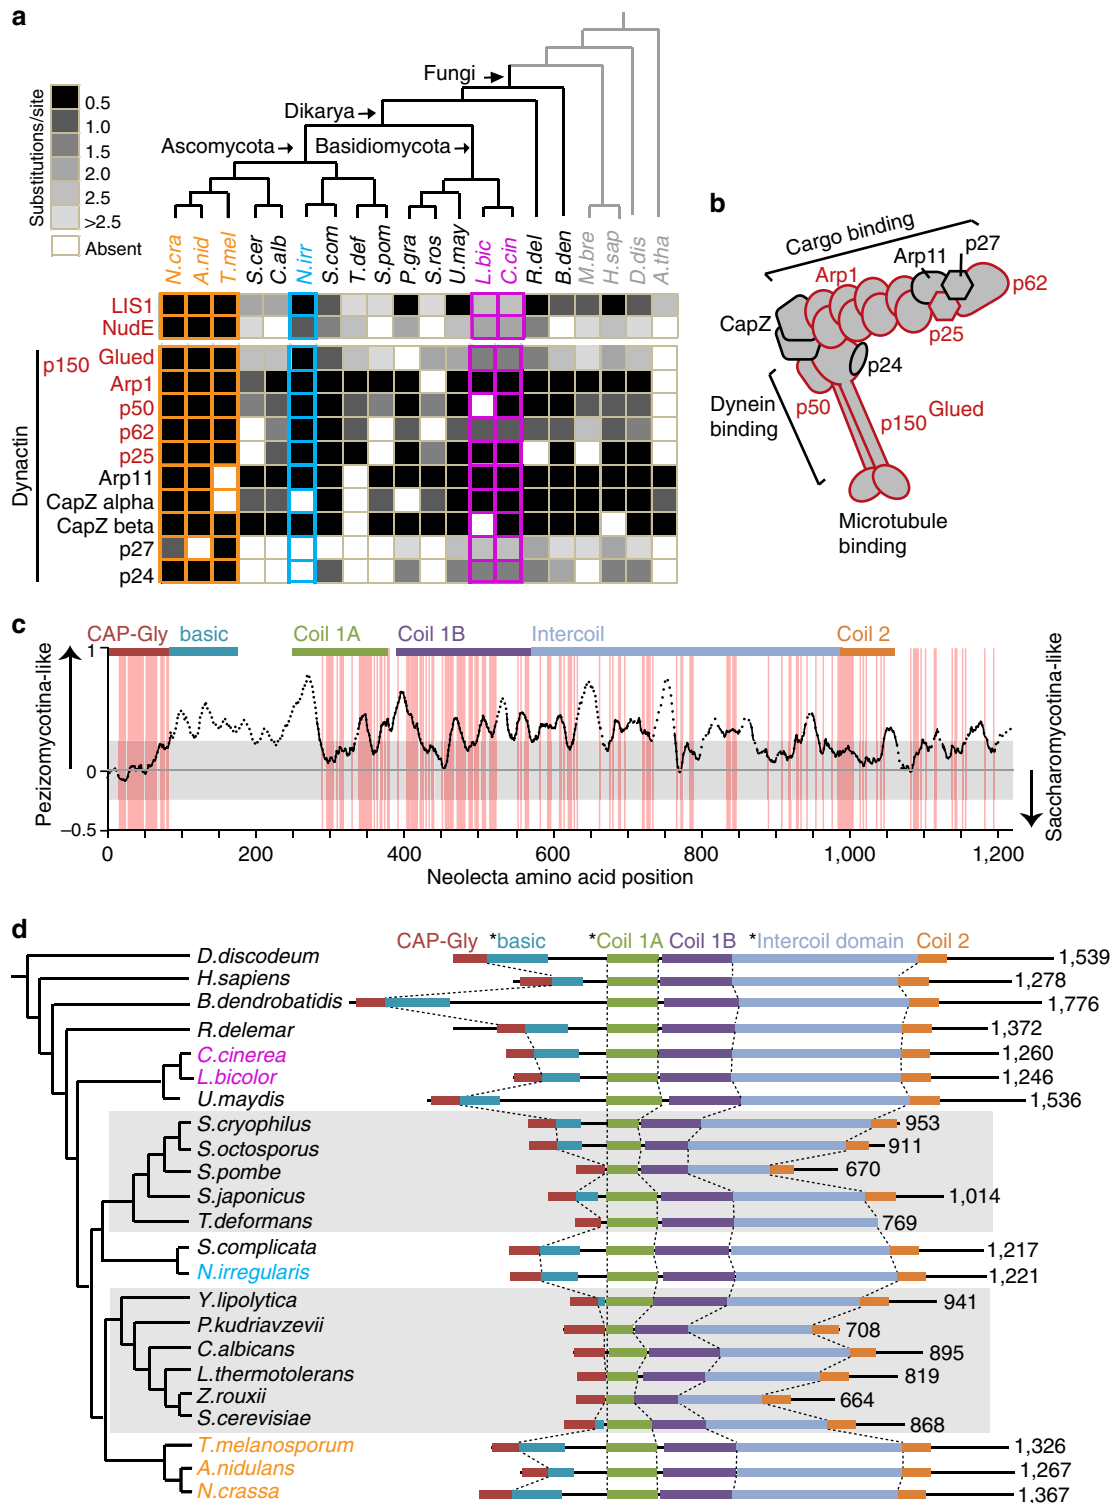 a
Substitutions/site
0.5
1.0
1.5
2.0
2.5
>2.5
Absent
Fungi
Dikarya
Ascomycota
Basidiomycota
N.cra
A.nid
T.mel
S.cer
C.alb
N.irr
S.com
T.def
S.pom
P.gra
S.ros
U.may
L.bic
C.cin
R.del
B.den
M.bre
H.sap
D.dis
A.tha
LIS1
NudE
Dynactin
p150 Glued
Arp1
p50
p62
p25
Arp11
CapZ alpha
CapZ beta
p27
p24
b
Cargo binding
Arp1
Arp11
p27
p62
CapZ
p25
p24
Dynein
binding
p50
p150 Glued
Microtubule
binding
c
CAP-Gly basic Coil 1A Coil 1B Intercoil Coil 2
Pezizomycotina-like
Saccharomycotina-like
1
0
–0.5
0 200 400 600 800 1,000 1,200
Neolecta amino acid position
d
CAP-Gly *basic *Coil 1A Coil 1B *Intercoil domain Coil 2
D.discodeum 1,539
H.sapiens 1,278
B.dendrobatidis 1,776
R.delemar 1,372
C.cinerea 1,260
L.bicolor 1,246
U.maydis 1,536
S.cryophilus 953
S.octosporus 911
S.pombe 670
S.japonicus 1,014
T.deformans 769
S.complicata 1,217
N.irregularis 1,221
Y.lipolytica 941
P.kudriavzevii 708
C.albicans 895
L.thermotolerans 819
Z.rouxii 664
S.cerevisiae 868
T.melanosporum 1,326
A.nidulans 1,267
N.crassa 1,367